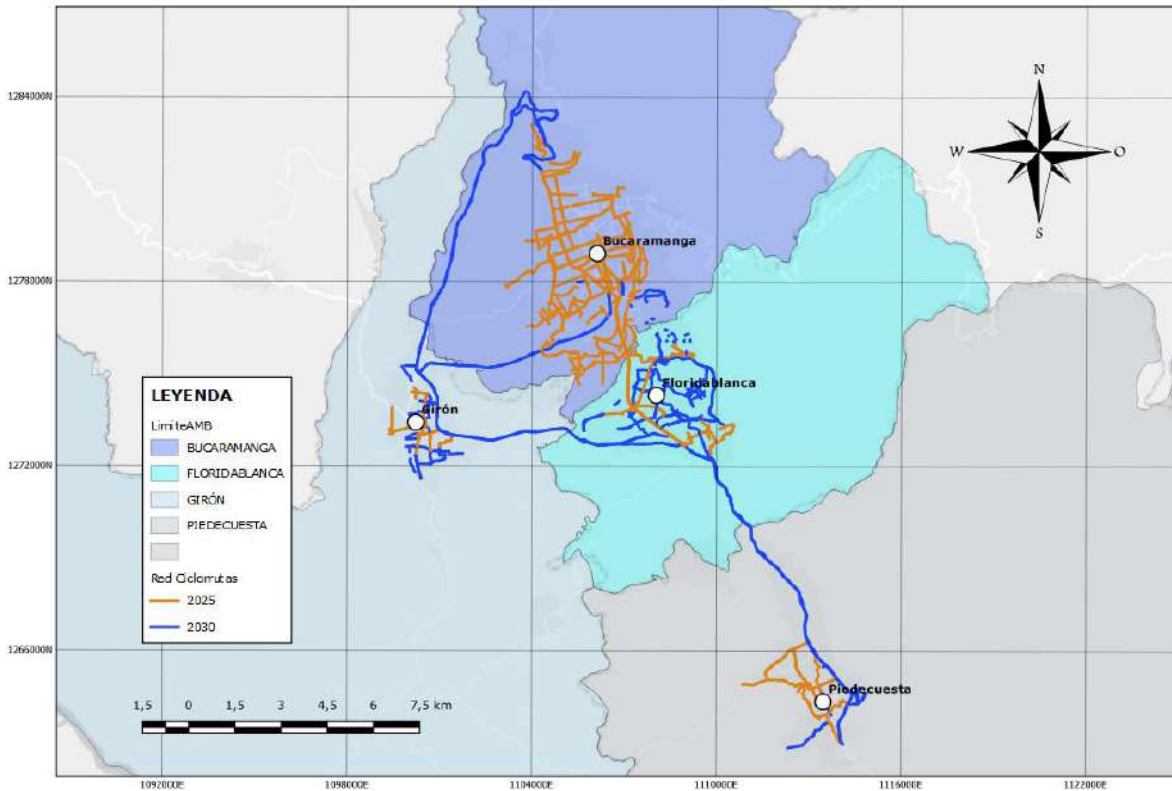 1284000N
1278000N
1272000N
1266000N
N
W
O
S
Bucaramanga
Floridablanca
Girón
Piedecuesta
LEYENDA
LimiteAMB
BUCARAMANGA
FLORIDABLANCA
GIRÓN
PIEDECUESTA
Red Ciclorrutas
2025
2030
1,5 0 1,5 3 4,5 6 7,5 km
1092000E 1098000E 1104000E 1110000E 1116000E 1122000E